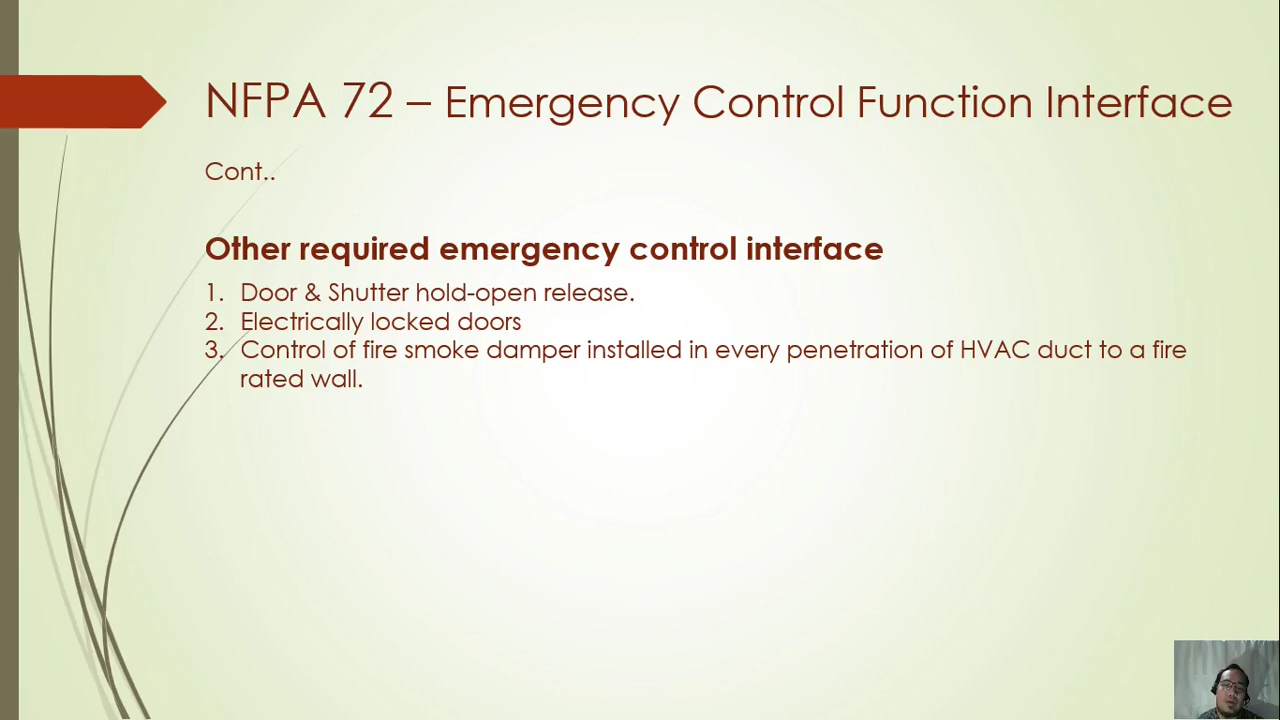 NFPA 72 – Emergency Control Function Interface
Cont..
Other required emergency control interface
1. Door & Shutter hold-open release.
2. Electrically locked doors
3. Control of fire smoke damper installed in every penetration of HVAC duct to a fire
rated wall.